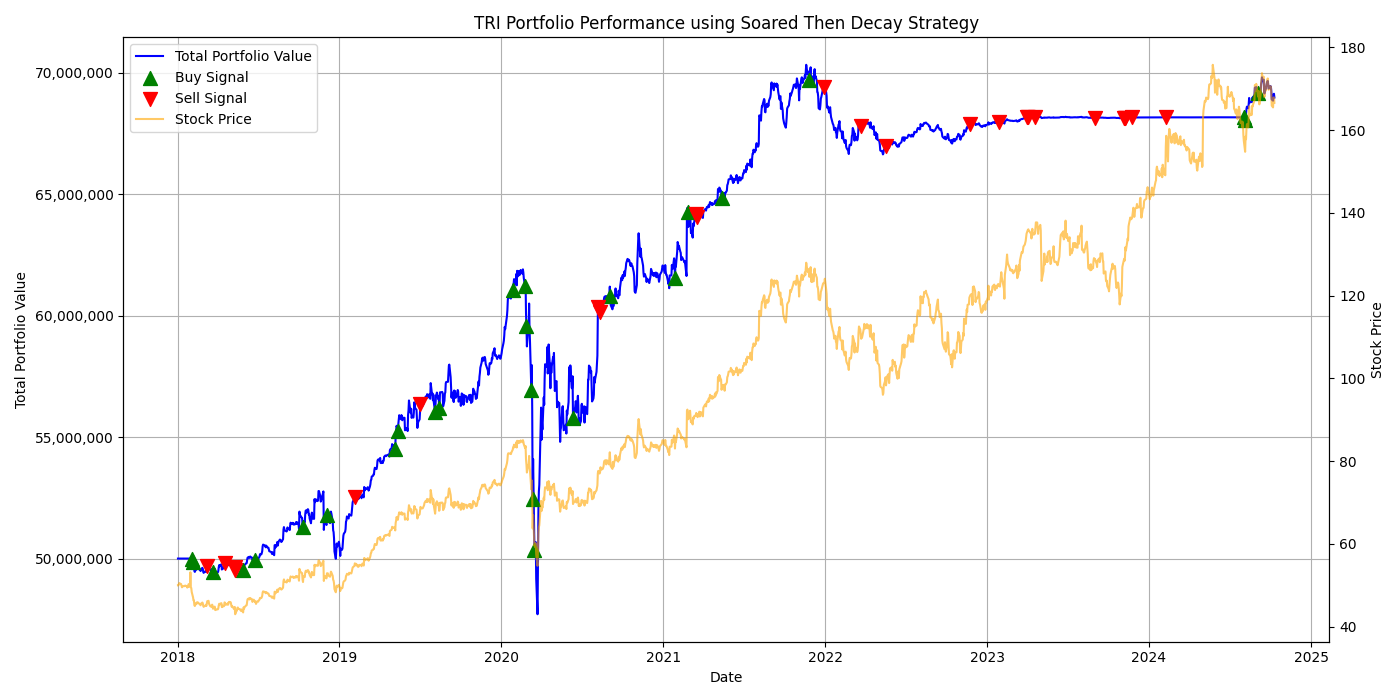 TRI Portfolio Performance using Soared Then Decay Strategy
Total Portfolio Value
Buy Signal
Sell Signal
Stock Price
70,000,000
65,000,000
60,000,000
55,000,000
50,000,000
Total Portfolio Value
180
160
140
120
100
80
60
40
Stock Price
2018
2019
2020
2021
2022
2023
2024
2025
Date